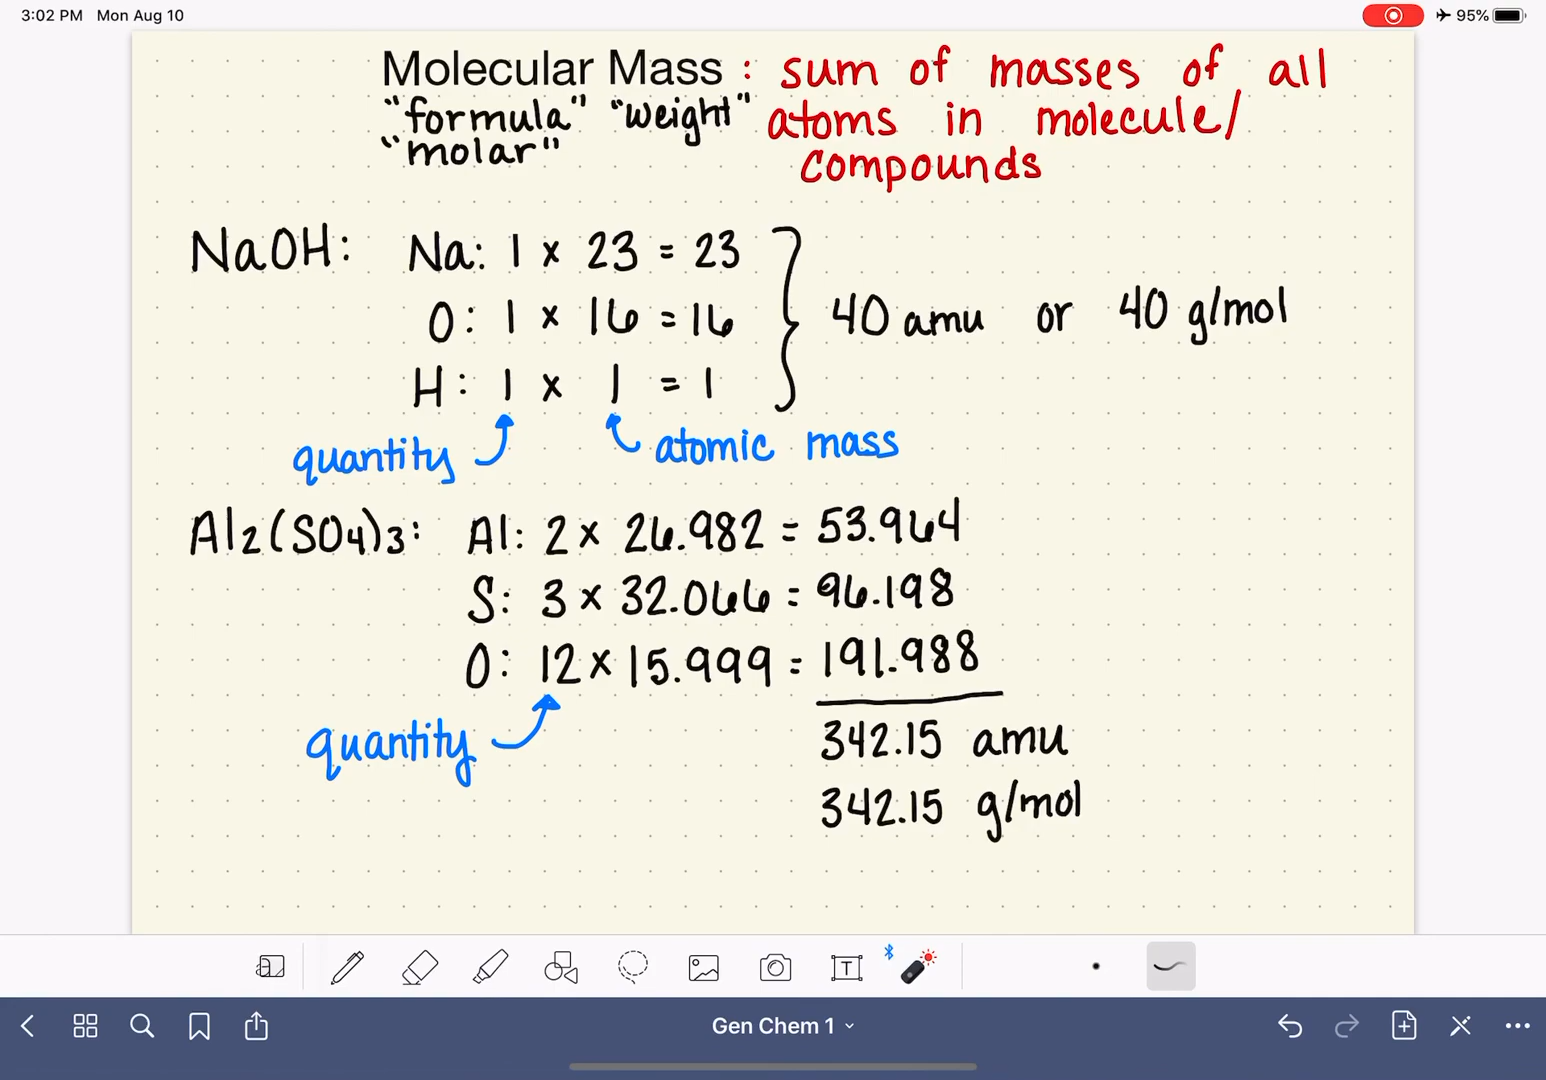 3:02 PM Mon Aug 10 95%
Molecular Mass : sum of masses of all
"formula" "weight" atoms in molecule/
"molar" compounds
NaOH: Na: 1 x 23 = 23
O: 1 x 16 = 16 40 amu or 40 g/mol
H: 1 x 1 = 1
quantity atomic mass
Al2(SO4)3: Al: 2 x 26.982 = 53.964
S: 3 x 32.066 = 96.198
O: 12 x 15.999 = 191.988
quantity 342.15 amu
342.15 g/mol
T
Gen Chem 1